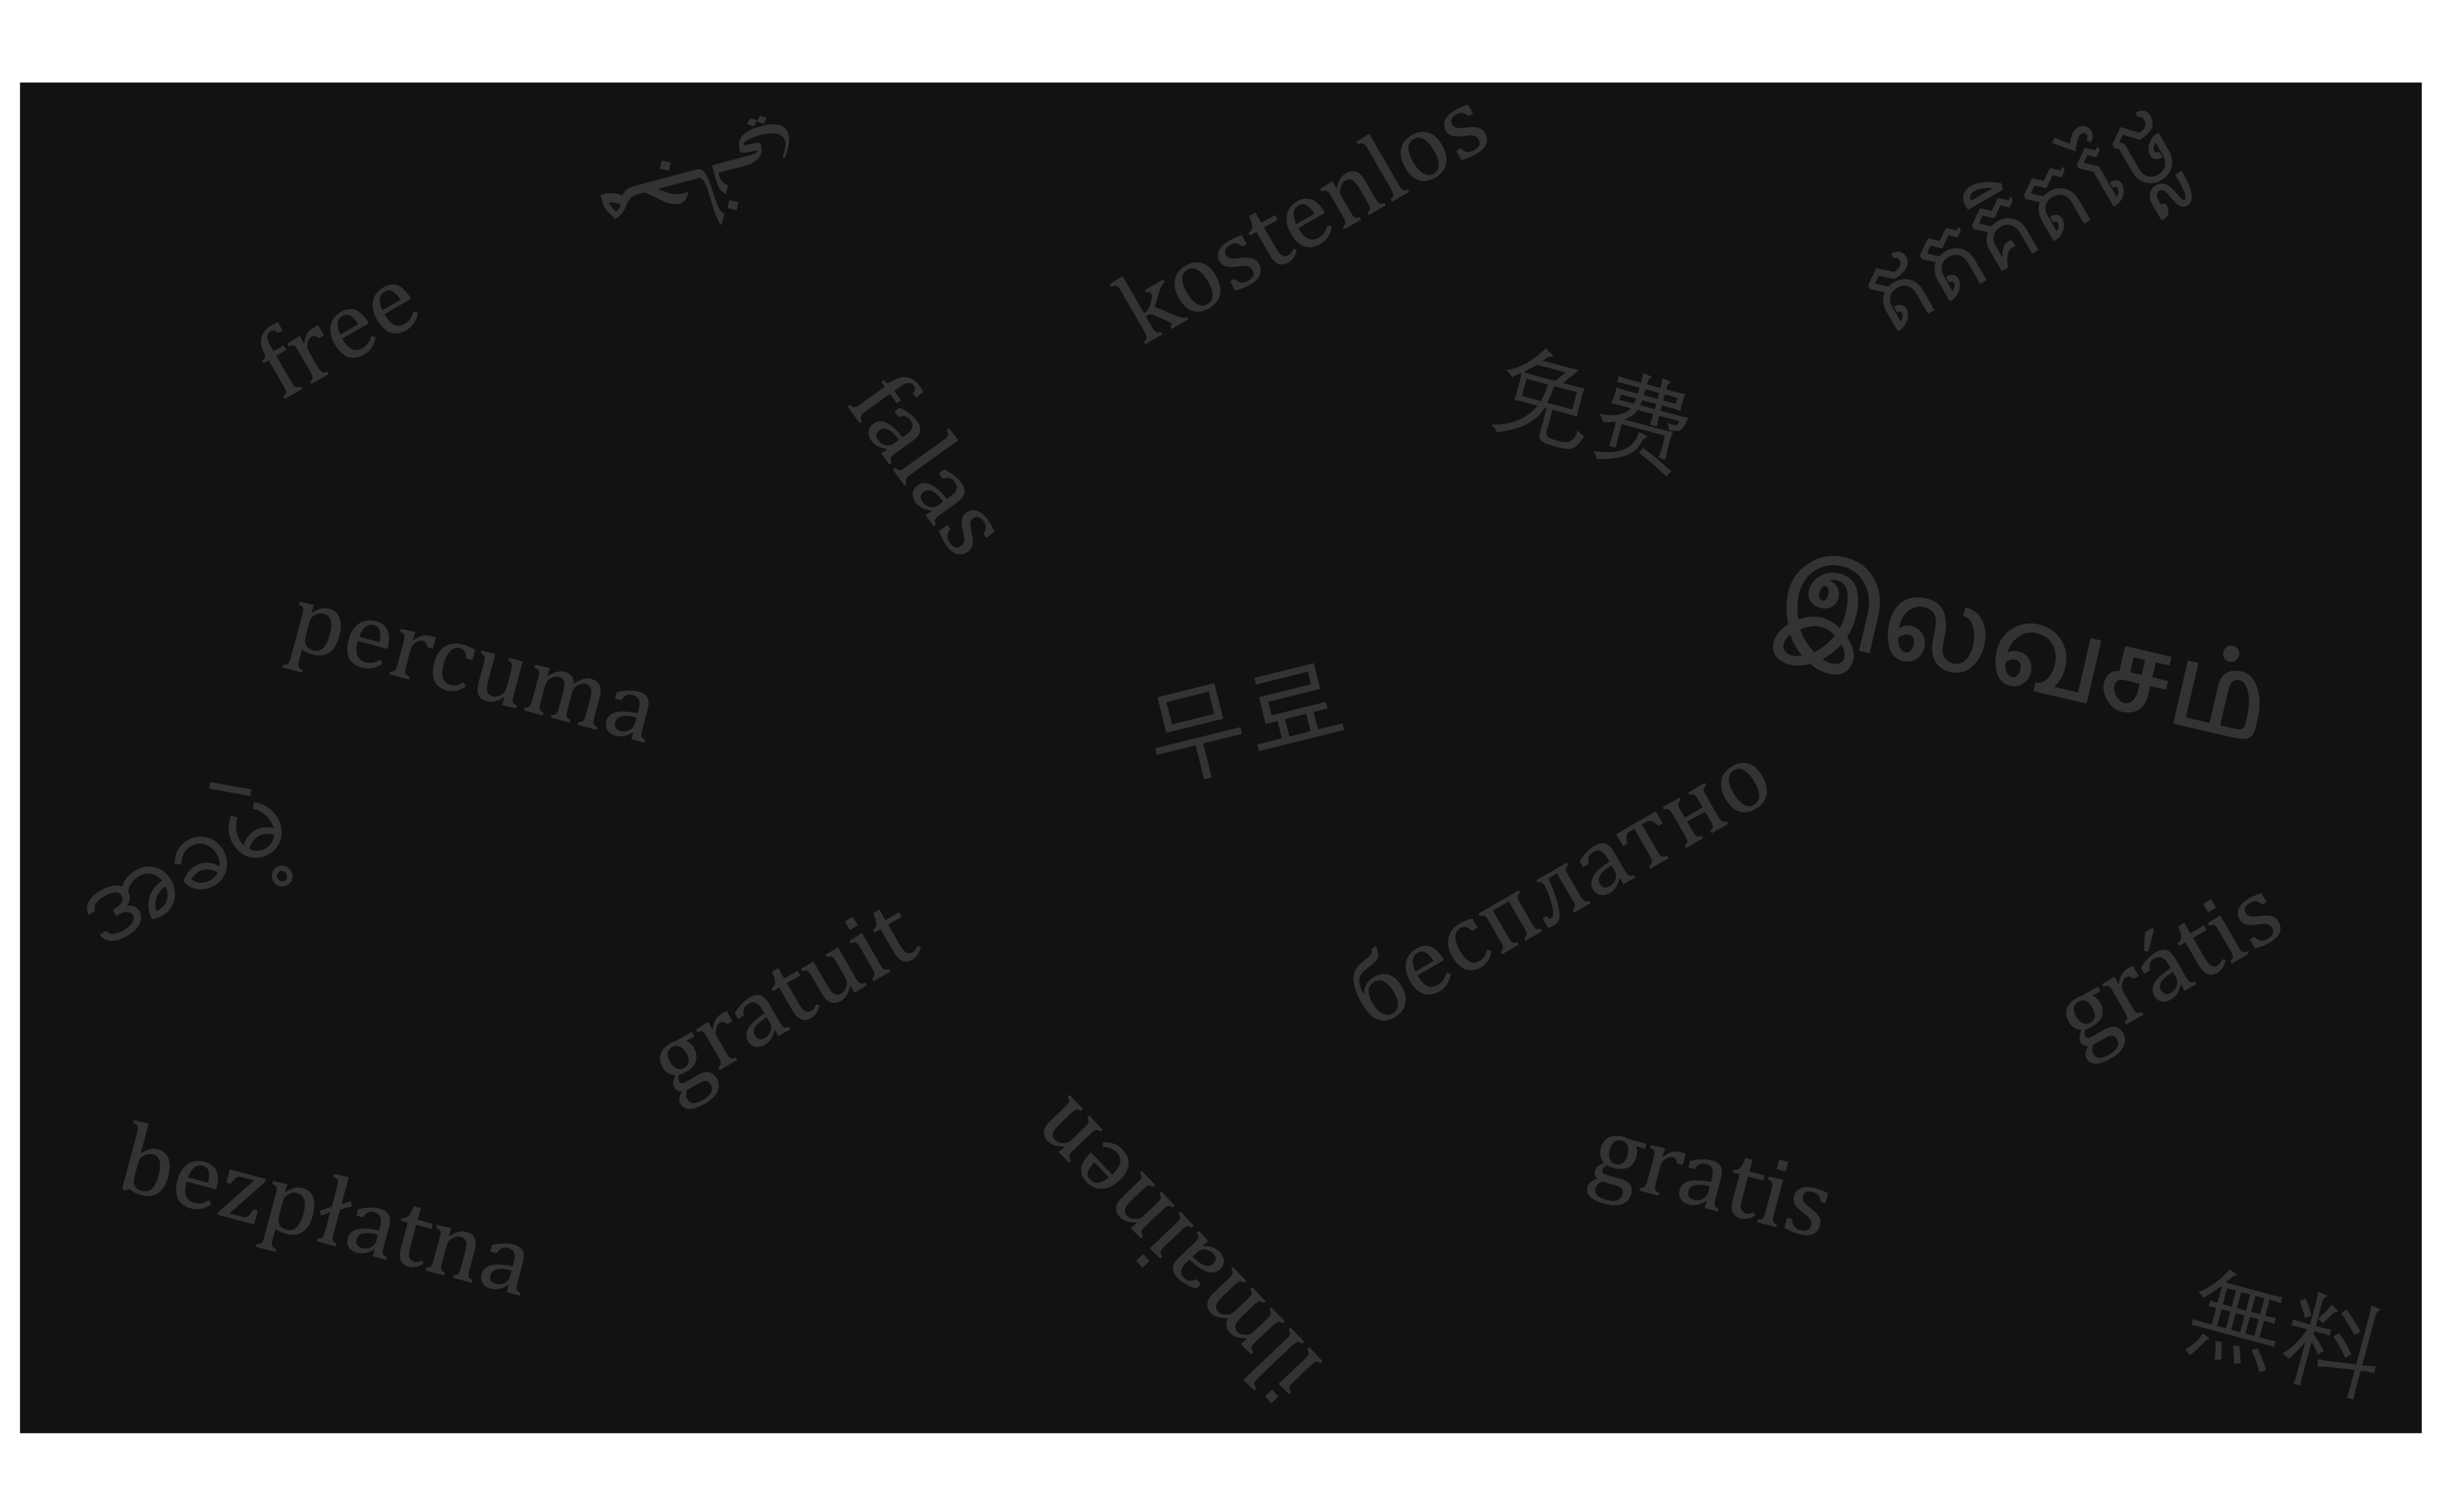 مجاني
kostenlos
ឥតគិតថ្លៃ
free
falas
免費
இலவசம்
percuma
무료
အခမဲ့
бесплатно
gratuit
grátis
bezpłatna
ilmainen
gratis
無料